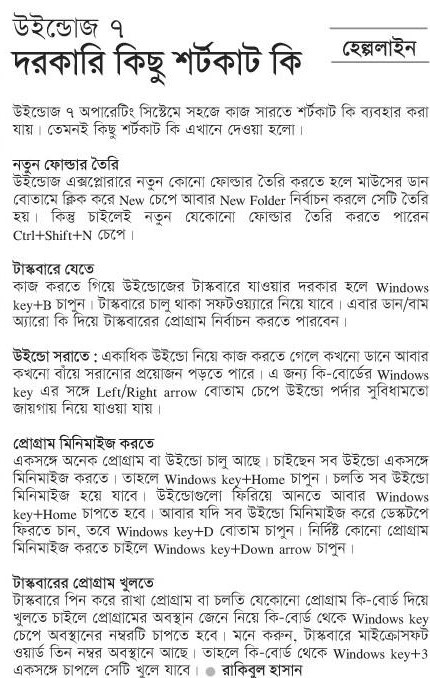 উইন্ডোজ ৭
দরকারি কিছু শর্টকাট কি
হেল্পলাইন
উইন্ডোজ ৭ অপারেটিং সিস্টেমে সহজে কাজ সারতে শর্টকাট কি ব্যবহার করা
যায়। তেমনই কিছু শর্টকাট কি এখানে দেওয়া হলো।
নতুন ফোল্ডার তৈরি
উইন্ডোজ এক্সপ্লোরারে নতুন কোনো ফোল্ডার তৈরি করতে হলে মাউসের ডান
বোতামে ক্লিক করে New চেপে আবার New Folder নির্বাচন করলে সেটি তৈরি
হয়। কিন্তু চাইলেই নতুন যেকোনো ফোল্ডার তৈরি করতে পারেন
Ctrl+Shift+N চেপে।
টাস্কবারে যেতে
কাজ করতে গিয়ে উইন্ডোজের টাস্কবারে যাওয়ার দরকার হলে Windows
key+B চাপুন। টাস্কবারে চালু থাকা সফটওয়্যারে নিয়ে যাবে। এবার ডান/বাম
অ্যারো কি দিয়ে টাস্কবারের প্রোগ্রাম নির্বাচন করতে পারবেন।
উইন্ডো সরাতে : একাধিক উইন্ডো নিয়ে কাজ করতে গেলে কখনো ডানে আবার
কখনো বাঁয়ে সরানোর প্রয়োজন পড়তে পারে। এ জন্য কি-বোর্ডের Windows
key এর সঙ্গে Left/Right arrow বোতাম চেপে উইন্ডো পর্দার সুবিধামতো
জায়গায় নিয়ে যাওয়া যায়।
প্রোগ্রাম মিনিমাইজ করতে
একসঙ্গে অনেক প্রোগ্রাম বা উইন্ডো চালু আছে। চাইছেন সব উইন্ডো একসঙ্গে
মিনিমাইজ করতে। তাহলে Windows key+Home চাপুন। চলতি সব উইন্ডো
মিনিমাইজ হয়ে যাবে। উইন্ডোগুলো ফিরিয়ে আনতে আবার Windows
key+Home চাপতে হবে। আবার যদি সব উইন্ডো মিনিমাইজ করে ডেস্কটপে
ফিরতে চান, তবে Windows key+D বোতাম চাপুন। নির্দিষ্ট কোনো প্রোগ্রাম
মিনিমাইজ করতে চাইলে Windows key+Down arrow চাপুন।
টাস্কবারের প্রোগ্রাম খুলতে
টাস্কবারে পিন করে রাখা প্রোগ্রাম বা চলতি যেকোনো প্রোগ্রাম কি-বোর্ড দিয়ে
খুলতে চাইলে প্রোগ্রামের অবস্থান জেনে নিয়ে কি-বোর্ড থেকে Windows key
চেপে অবস্থানের নম্বরটি চাপতে হবে। মনে করুন, টাস্কবারে মাইক্রোসফট
ওয়ার্ড তিন নম্বর অবস্থানে আছে। তাহলে কি-বোর্ড থেকে Windows key+3
একসঙ্গে চাপলে সেটি খুলে যাবে। ● রাকিবুল হাসান